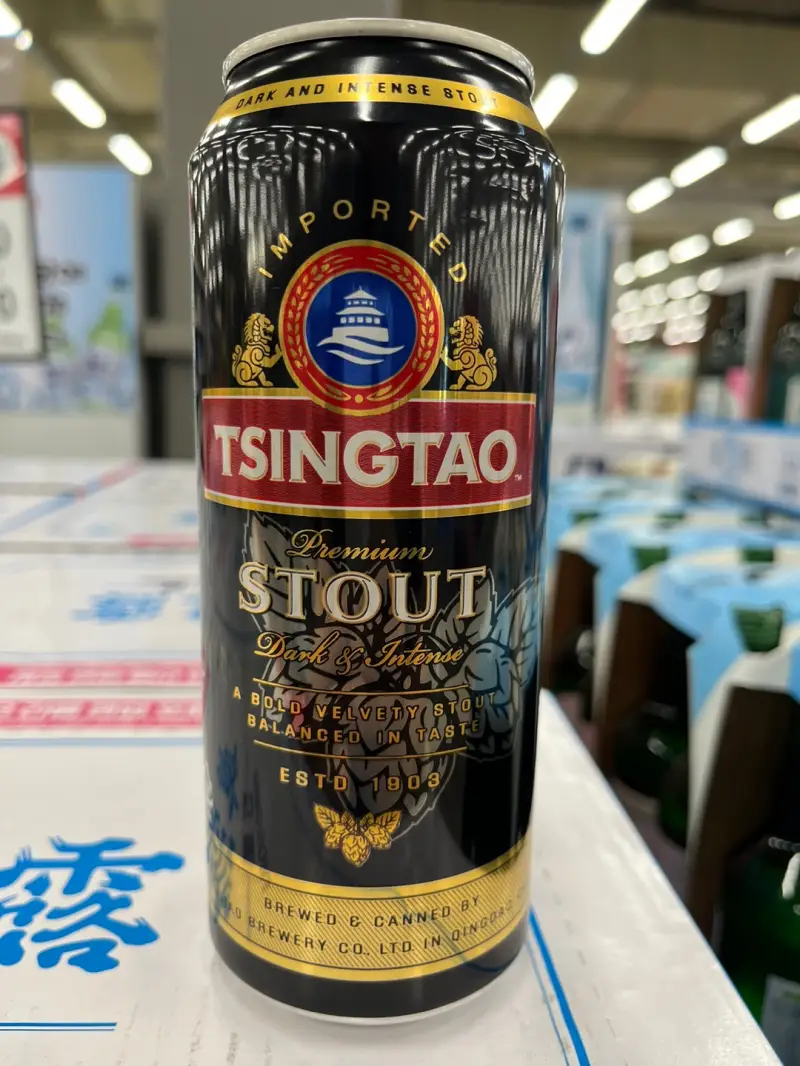 DARK AND INTENSE STOUT
IMPORTED
TSINGTAO
Premium
STOUT
Dark & Intense
A BOLD VELVETY STOUT
BALANCED IN TASTE
ESTD 1903
BREWED & CANNED BY
BREWERY CO., LTD IN QINGDAO
露